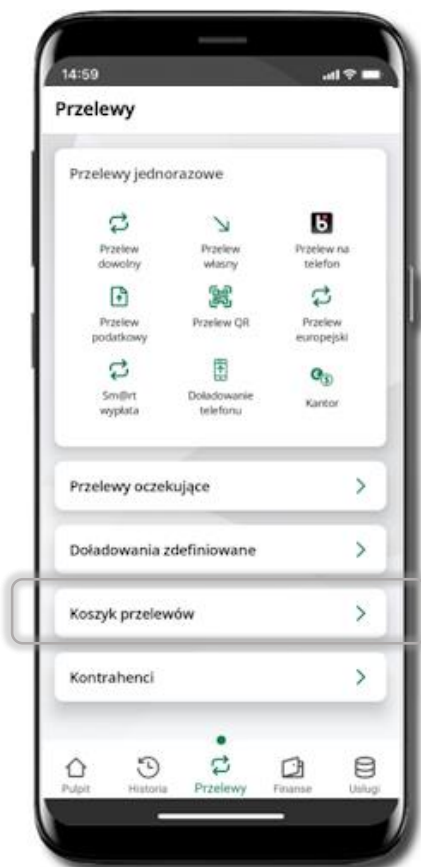 14:59
Przelewy
Przelewy jednorazowe
Przelew
dowolny
Przelew
własny
Przelew na
telefon
Przelew
podatkowy
Przelew QR
Przelew
europejski
Sm@rt
wypłata
Doładowanie
telefonu
Kantor
Przelewy oczekujące
Doładowania zdefiniowane
Koszyk przelewów
Kontrahenci
Pulpit
Historia
Przelewy
Finanse
Usługi